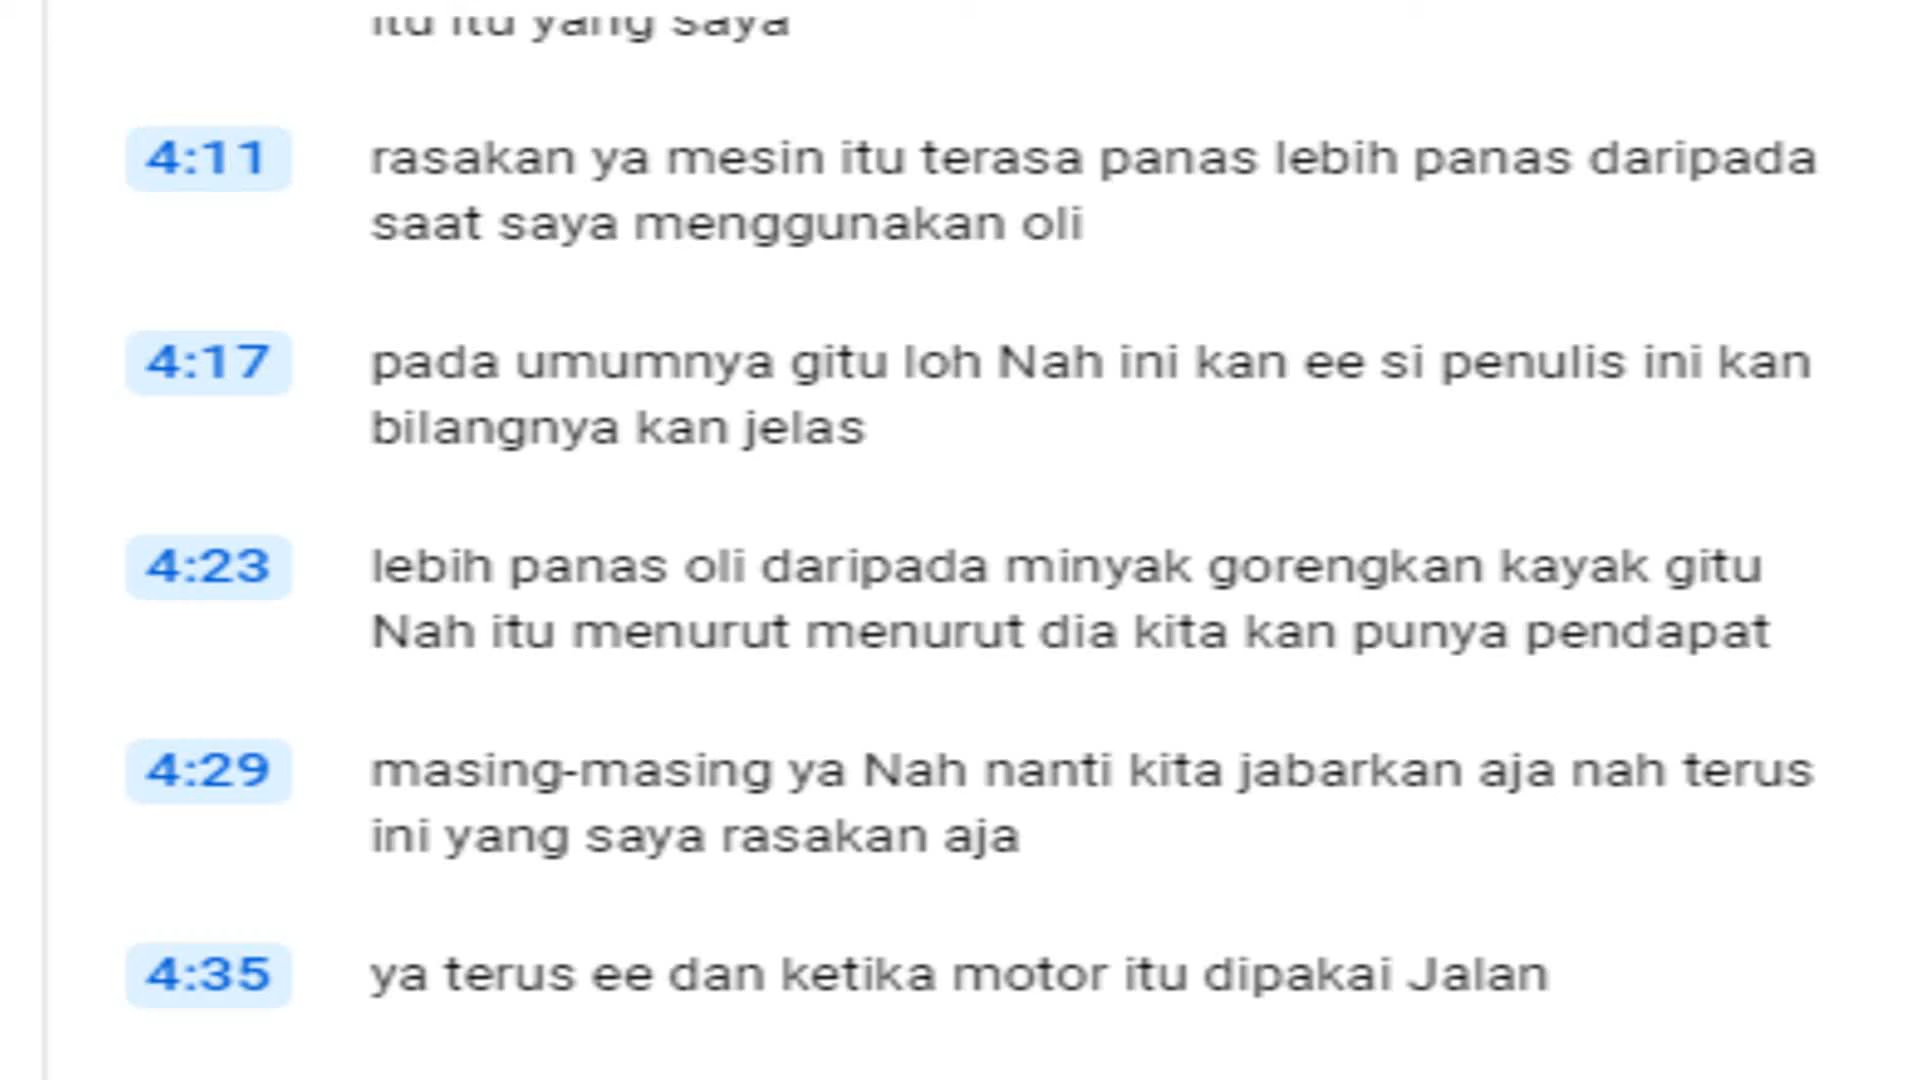 itu itu yang saya
4:11
rasakan ya mesin itu terasa panas lebih panas daripada
saat saya menggunakan oli
4:17
pada umumnya gitu loh Nah ini kan ee si penulis ini kan
bilangnya kan jelas
4:23
lebih panas oli daripada minyak gorengkan kayak gitu
Nah itu menurut menurut dia kita kan punya pendapat
4:29
masing-masing ya Nah nanti kita jabarkan aja nah terus
ini yang saya rasakan aja
4:35
ya terus ee dan ketika motor itu dipakai Jalan